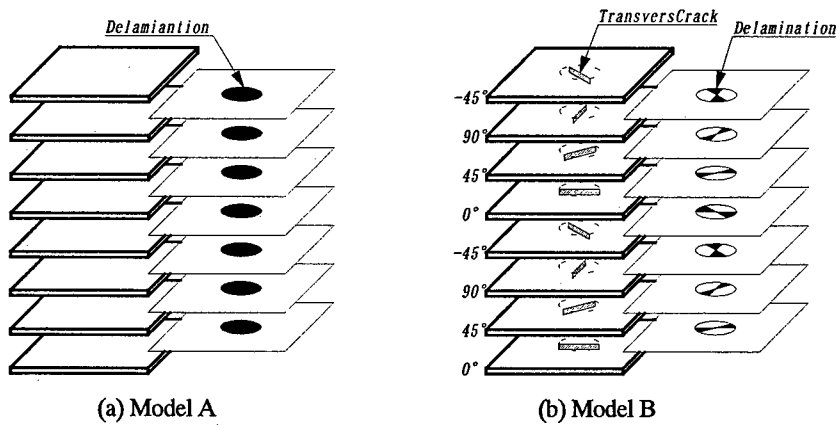 Delamiantion
TransversCrack
Delamination
-45°
90°
45°
0°
-45°
90°
45°
0°
(a) Model A
(b) Model B